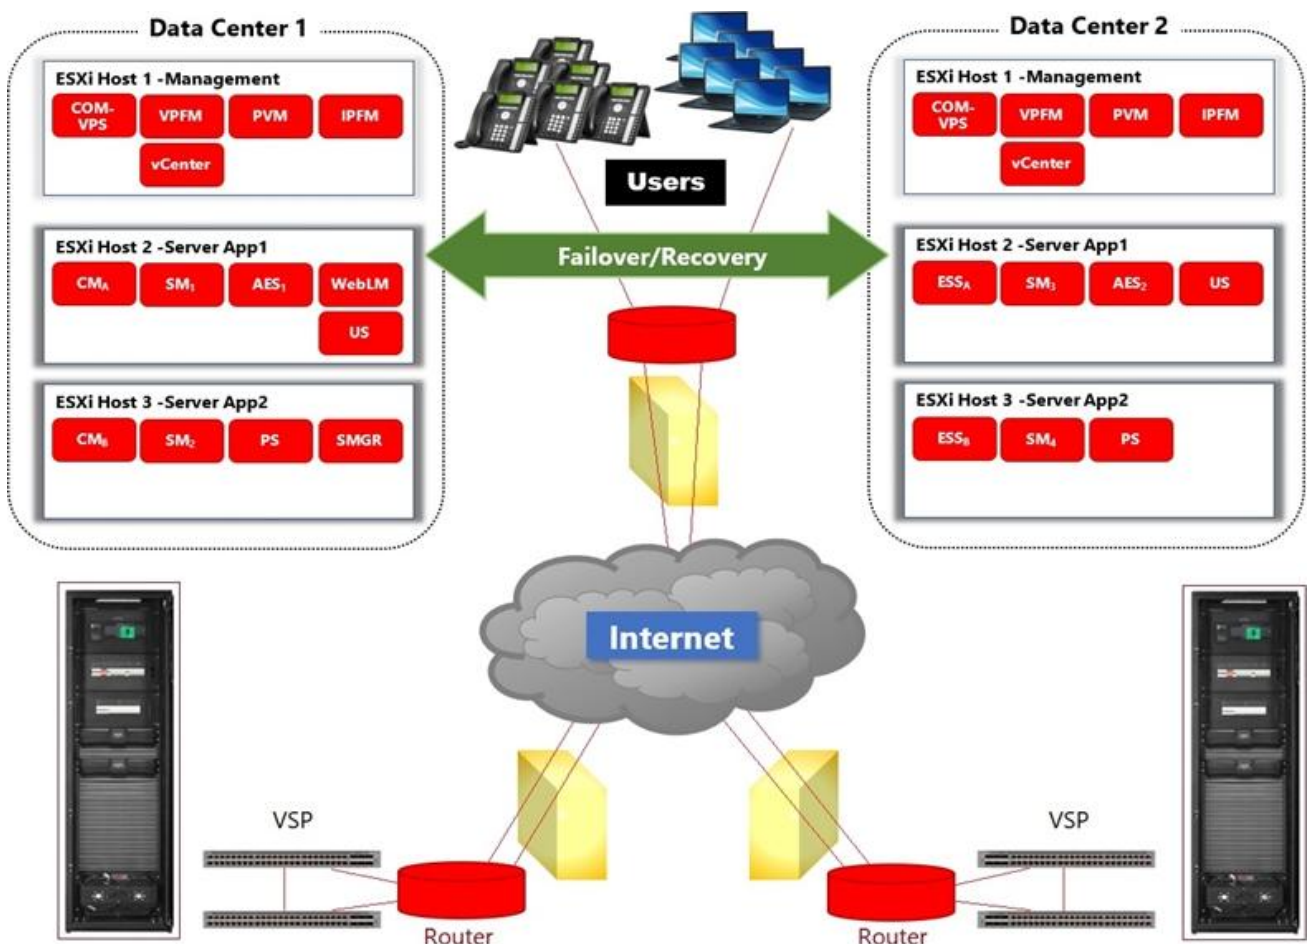 Data Center 1
ESXi Host 1 -Management
COM-
VPS
VPFM
PVM
IPFM
vCenter
ESXi Host 2 -Server App1
CMA
SM1
AES1
WebLM
US
ESXi Host 3 -Server App2
CMB
SM2
PS
SMGR
Users
Failover/Recovery
Data Center 2
ESXi Host 1 -Management
COM-
VPS
VPFM
PVM
IPFM
vCenter
ESXi Host 2 -Server App1
ESSA
SM3
AES2
US
ESXi Host 3 -Server App2
ESSB
SM4
PS
Internet
VSP
Router
VSP
Router